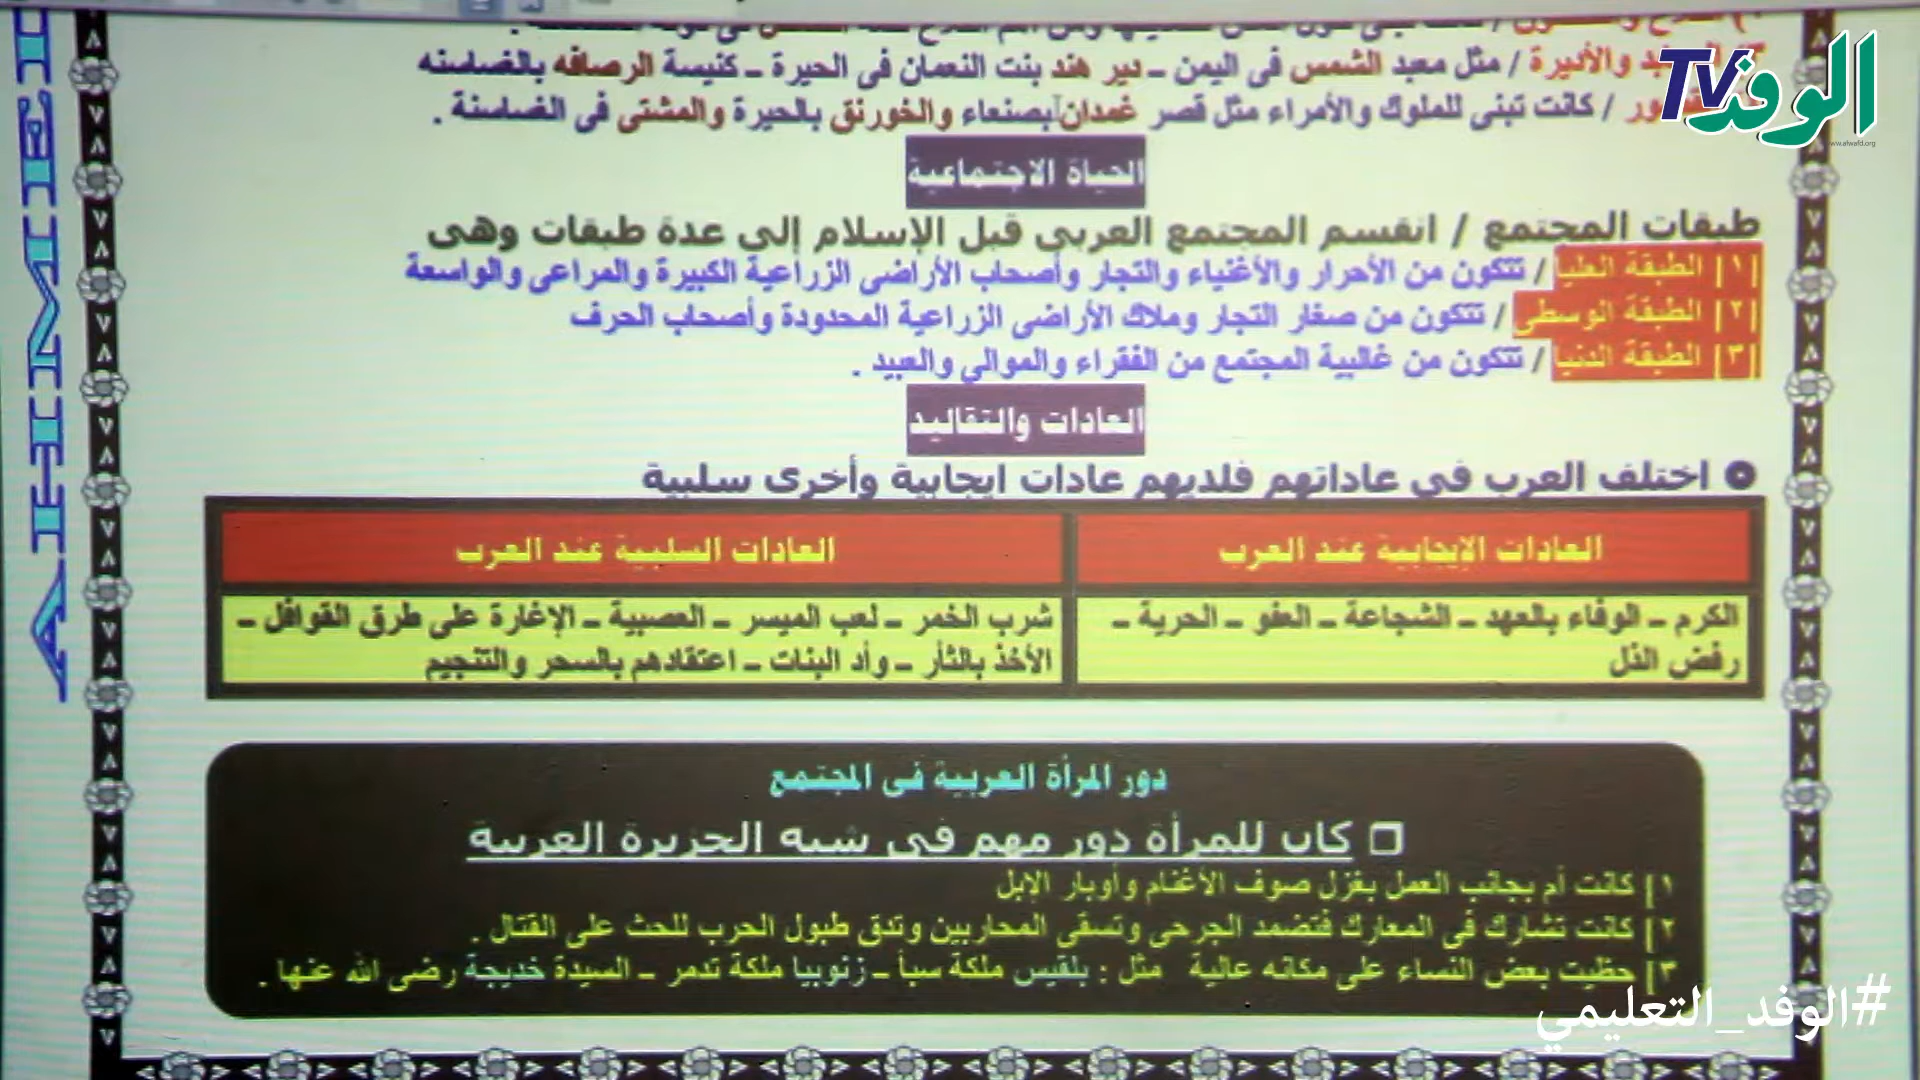 الوفد TV
www.alwafd.org
والأديرة / مثل معبد الشمس فى اليمن ـ دير هند بنت النعمان فى الحيرة ـ كنيسة الرصافه بالغساسنه
/ كانت تبنى للملوك والأمراء مثل قصر غمدان بصنعاء والخورنق بالحيرة والمشتى فى الغساسنة .
الحياة الاجتماعية
طبقات المجتمع / انقسم المجتمع العربى قبل الإسلام إلى عدة طبقات وهى
[١] الطبقة العليا / تتكون من الأحرار والأغنياء والتجار وأصحاب الأراضى الزراعية الكبيرة والمراعى والواسعة
[٢] الطبقة الوسطى / تتكون من صغار التجار وملاك الأراضى الزراعية المحدودة وأصحاب الحرف
[٣] الطبقة الدنيا / تتكون من غالبية المجتمع من الفقراء والموالي والعبيد .
العادات والتقاليد
اختلف العرب في عاداتهم فلديهم عادات ايجابية وأخرى سلبية
العادات الإيجابية عند العرب
العادات السلبية عند العرب
الكرم ـ الوفاء بالعهد ـ الشجاعة ـ العفو ـ الحرية ـ
رفض الذل
شرب الخمر ـ لعب الميسر ـ العصبية ـ الإغارة على طرق القوافل ـ
الأخذ بالثأر ـ وأد البنات ـ اعتقادهم بالسحر والتنجيم
دور المرأة العربية فى المجتمع
كان للمرأة دور مهم فى شبه الجزيرة العربية
١] كانت أم بجانب العمل بغزل صوف الأغنام وأوبار الإبل
٢] كانت تشارك فى المعارك فتضمد الجرحى وتسقى المحاربين وتدق طبول الحرب للحث على القتال .
٣] حظيت بعض النساء على مكانه عالية مثل : بلقيس ملكة سبأ ـ زنوبيا ملكة تدمر ـ السيدة خديجة رضى الله عنها .
#الوفد_التعليمي